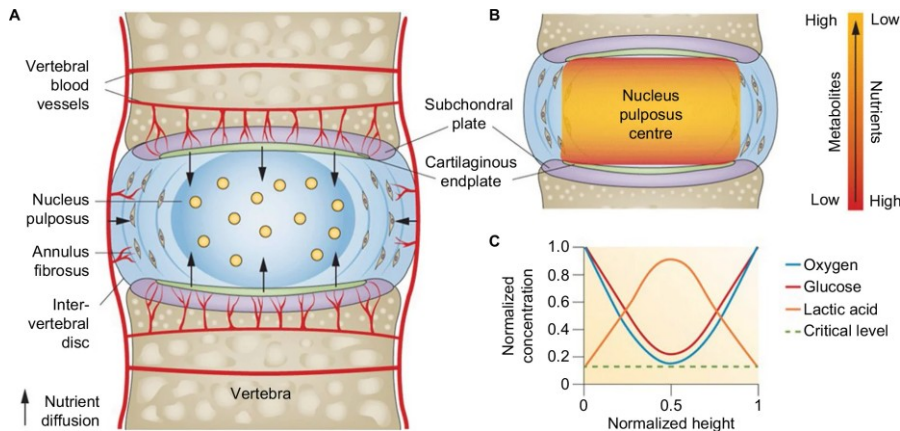 A
Vertebral
blood
vessels
Nucleus
pulposus
Annulus
fibrosus
Inter-
vertebral
disc
Nutrient
diffusion
Vertebra
Subchondral
plate
Cartilaginous
endplate
B
Nucleus
pulposus
centre
High
Low
Metabolites
Nutrients
Low
High
C
Normalized
concentration
1.0
0.8
0.6
0.4
0.2
0
0
0.5
1
Normalized height
Oxygen
Glucose
Lactic acid
Critical level